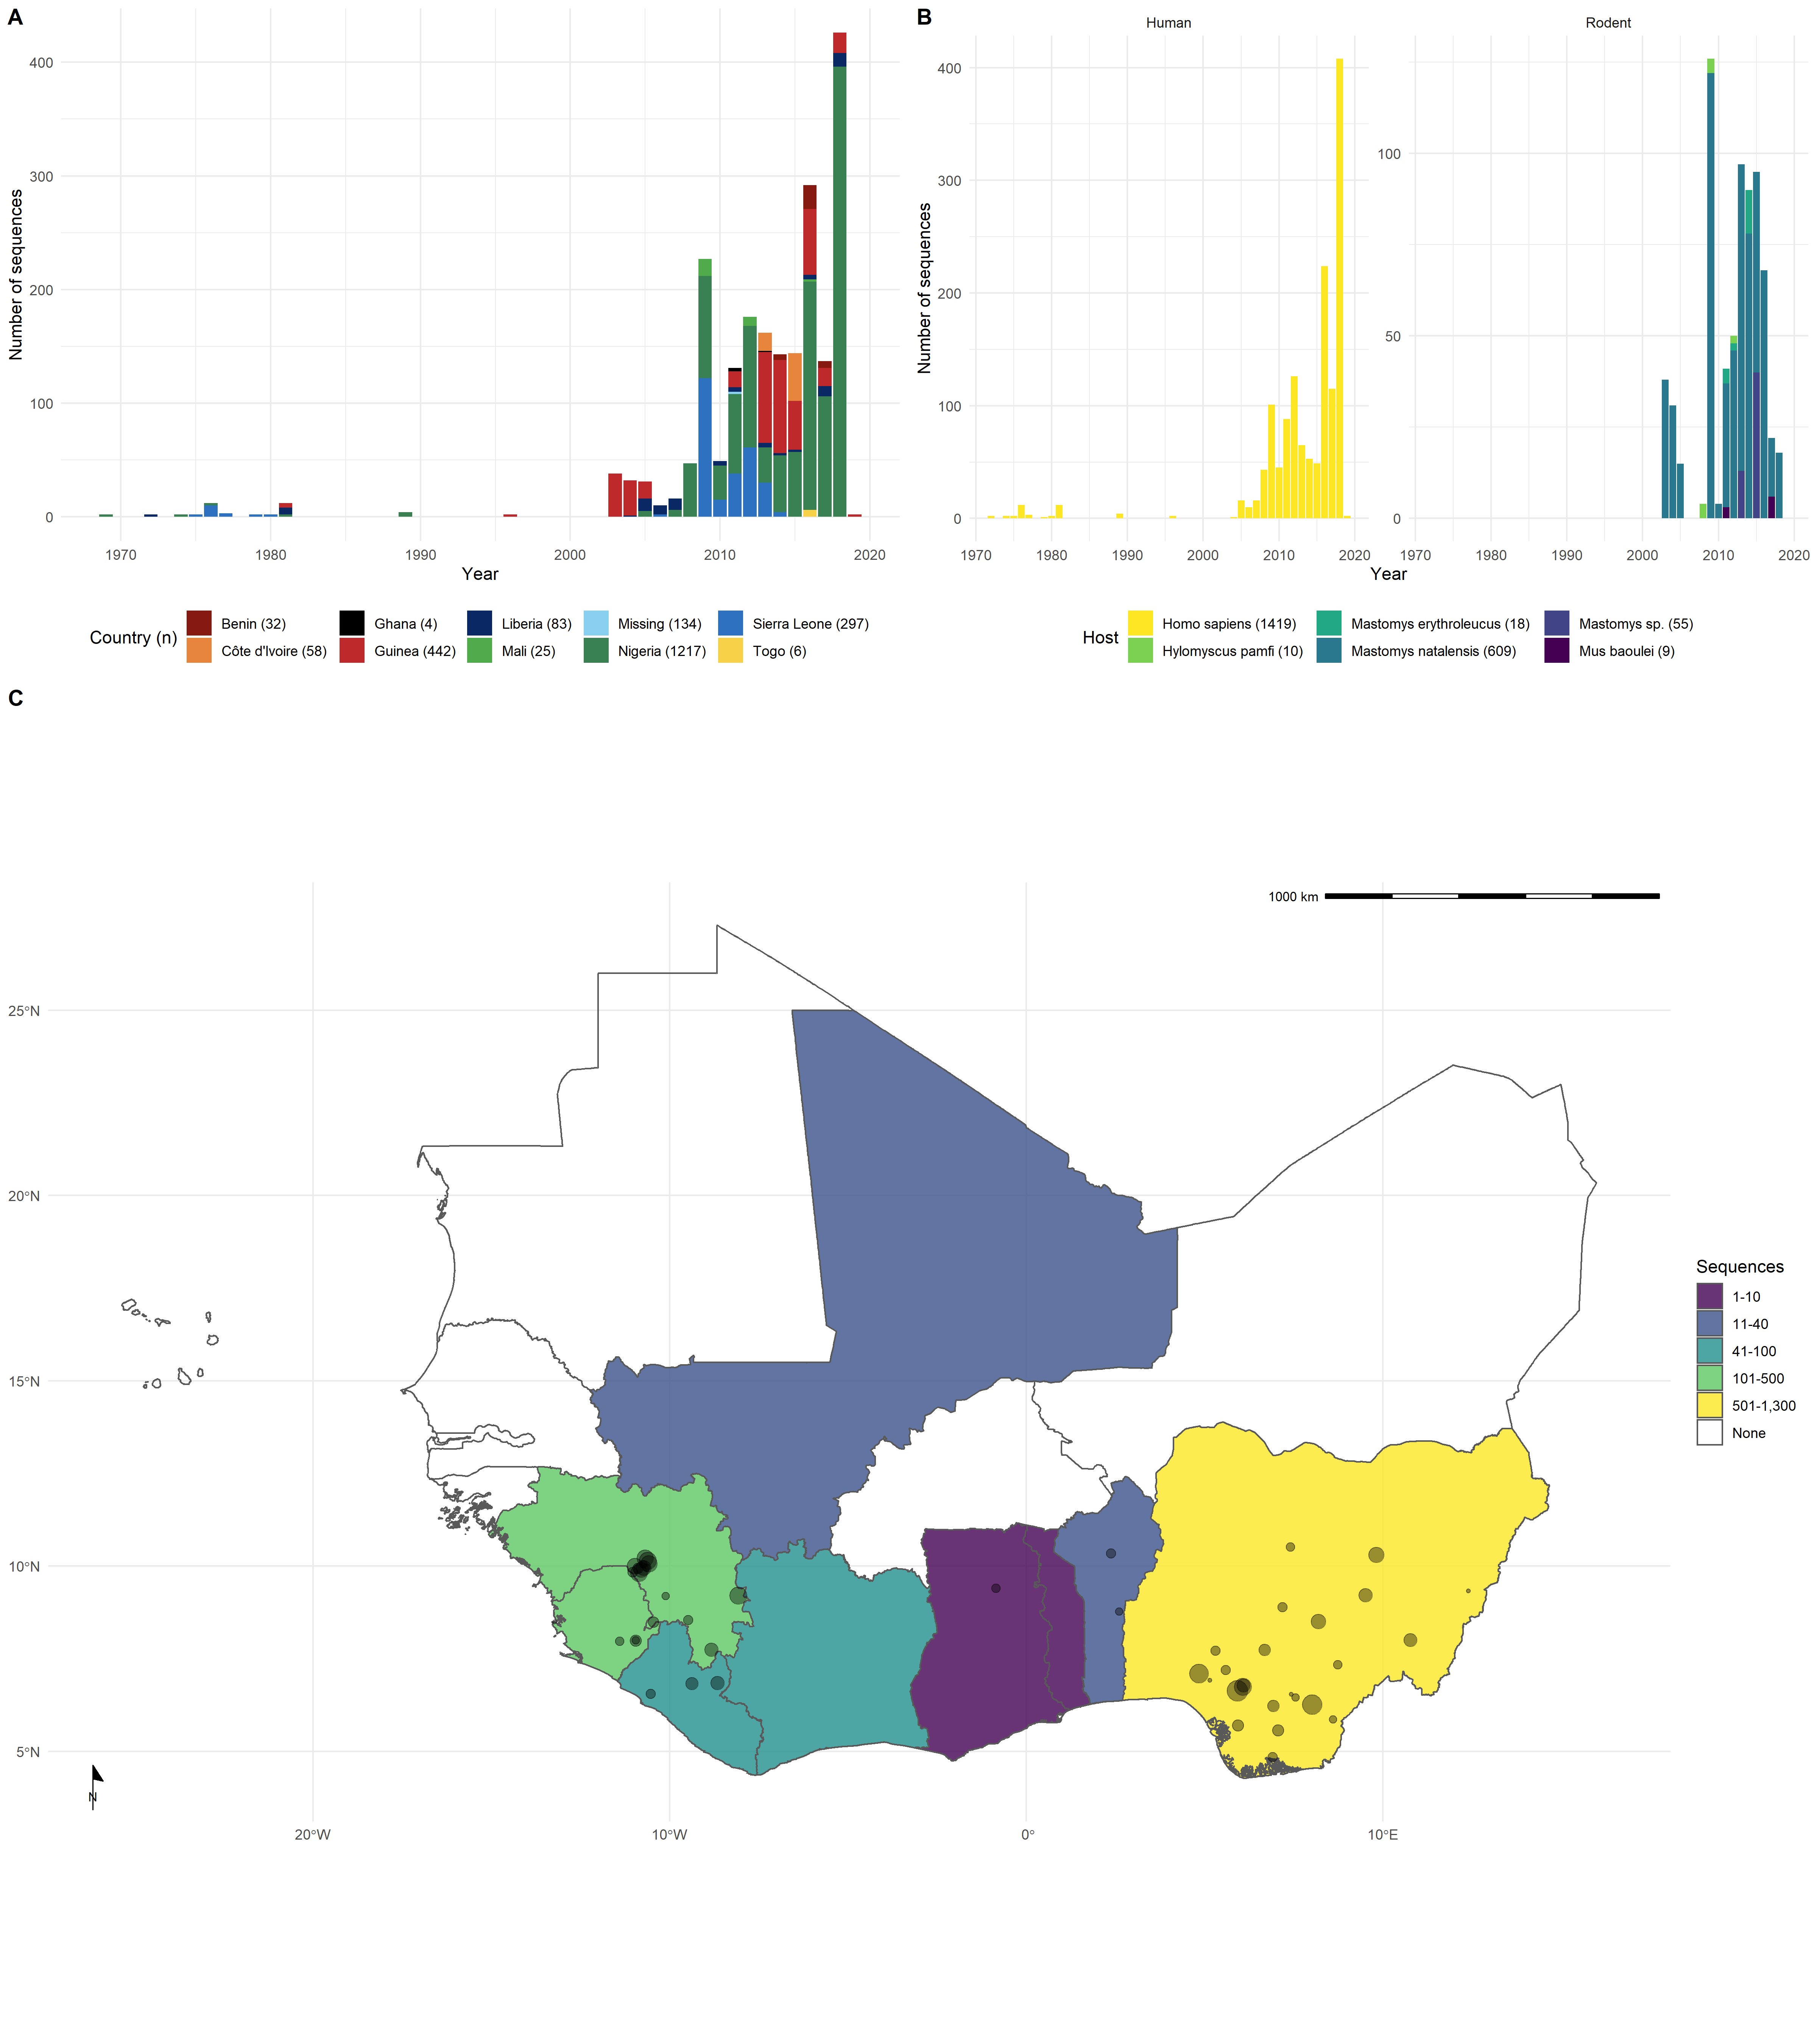 A
Number of sequences
400
300
200
100
0
1970
1980
1990
2000
2010
2020
Year
Country (n)
Benin (32)
Ghana (4)
Liberia (83)
Missing (134)
Sierra Leone (297)
Côte d'Ivoire (58)
Guinea (442)
Mali (25)
Nigeria (1217)
Togo (6)
B
Human
Rodent
Number of sequences
400
300
200
100
0
100
50
0
1970
1980
1990
2000
2010
2020
1970
1980
1990
2000
2010
2020
Year
Host
Homo sapiens (1419)
Mastomys erythroleucus (18)
Mastomys sp. (55)
Hylomyscus pamfi (10)
Mastomys natalensis (609)
Mus baoulei (9)
C
1000 km
25°N
20°N
15°N
10°N
5°N
N
20°W
10°W
0°
10°E
Sequences
1-10
11-40
41-100
101-500
501-1,300
None